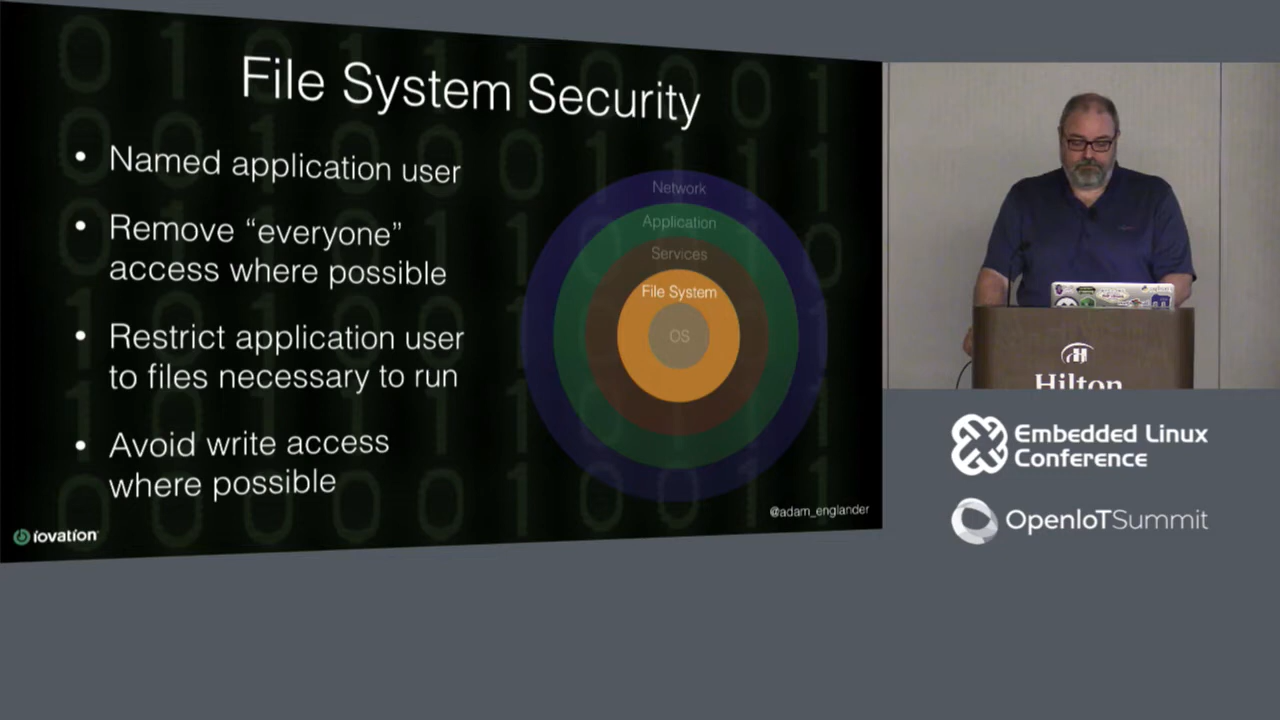 File System Security
• Named application user
• Remove “everyone”
access where possible
• Restrict application user
to files necessary to run
• Avoid write access
where possible
Network
Application
Services
File System
OS
@adam_englander
iovation
Hilton
Embedded Linux
Conference
OpenIoTSummit